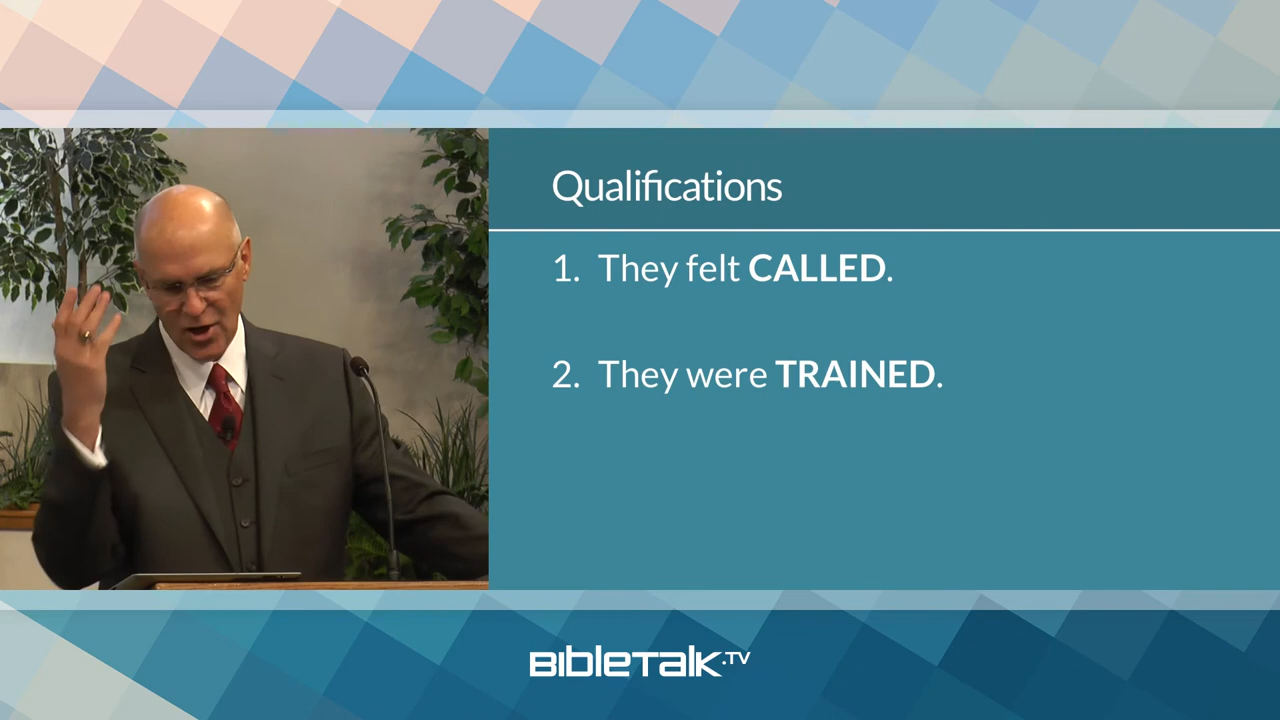 Qualifications
1. They felt CALLED.
2. They were TRAINED.
BibleTalk.TV